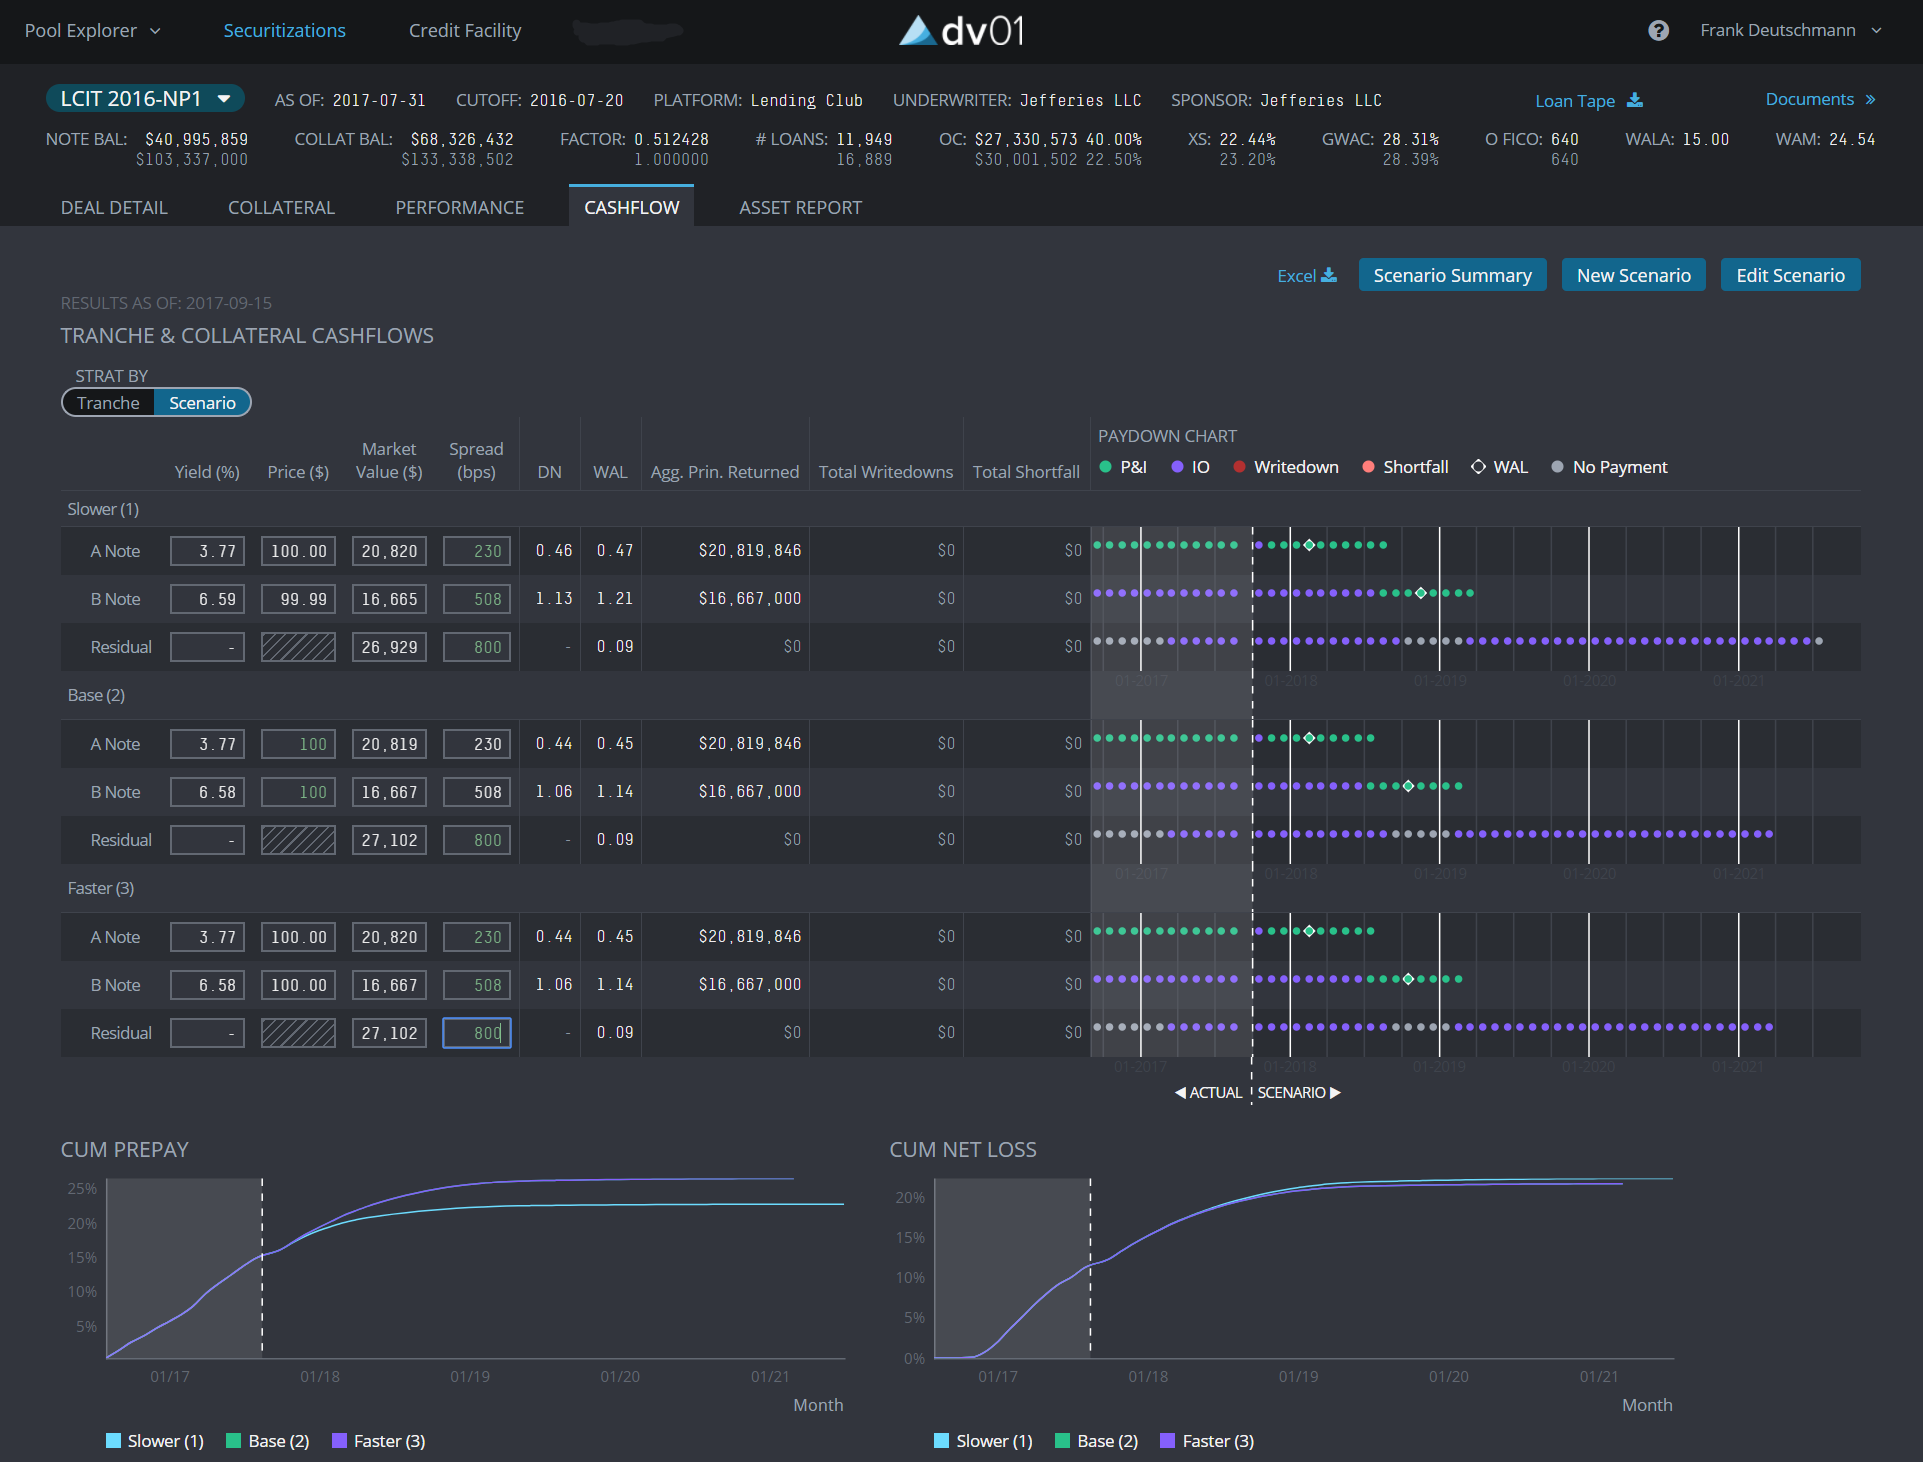 Pool Explorer Securitizations Credit Facility dv01 ? Frank Deutschmann
LCIT 2016-NP1 AS OF: 2017-07-31 CUTOFF: 2016-07-20 PLATFORM: Lending Club UNDERWRITER: Jefferies LLC SPONSOR: Jefferies LLC Loan Tape Documents »
NOTE BAL: $40,995,859 COLLAT BAL: $68,326,432 FACTOR: 0.512428 # LOANS: 11,949 OC: $27,330,573 40.00% XS: 22.44% GWAC: 28.31% O FICO: 640 WALA: 15.00 WAM: 24.54
$103,337,000 $133,338,502 1.000000 16,889 $30,001,502 22.50% 23.20% 28.39% 640
DEAL DETAIL COLLATERAL PERFORMANCE CASHFLOW ASSET REPORT
Excel Scenario Summary New Scenario Edit Scenario
RESULTS AS OF: 2017-09-15
TRANCHE & COLLATERAL CASHFLOWS
STRAT BY
Tranche Scenario
PAYDOWN CHART
Market Spread
Yield (%) Price ($) Value ($) (bps) DN WAL Agg. Prin. Returned Total Writedowns Total Shortfall P&I IO Writedown Shortfall WAL No Payment
Slower (1)
A Note 3.77 100.00 20,820 230 0.46 0.47 $20,819,846 $0 $0
B Note 6.59 99.99 16,665 508 1.13 1.21 $16,667,000 $0 $0
Residual - 26,929 800 - 0.09 $0 $0 $0
01-2017 01-2018 01-2019 01-2020 01-2021
Base (2)
A Note 3.77 100 20,819 230 0.44 0.45 $20,819,846 $0 $0
B Note 6.58 100 16,667 508 1.06 1.14 $16,667,000 $0 $0
Residual - 27,102 800 - 0.09 $0 $0 $0
01-2017 01-2018 01-2019 01-2020 01-2021
Faster (3)
A Note 3.77 100.00 20,820 230 0.44 0.45 $20,819,846 $0 $0
B Note 6.58 100.00 16,667 508 1.06 1.14 $16,667,000 $0 $0
Residual - 27,102 800 - 0.09 $0 $0 $0
01-2017 01-2018 01-2019 01-2020 01-2021
◀ ACTUAL SCENARIO ▶
CUM PREPAY
25%
20%
15%
10%
5%
01/17 01/18 01/19 01/20 01/21
Month
Slower (1) Base (2) Faster (3)
CUM NET LOSS
20%
15%
10%
5%
0%
01/17 01/18 01/19 01/20 01/21
Month
Slower (1) Base (2) Faster (3)